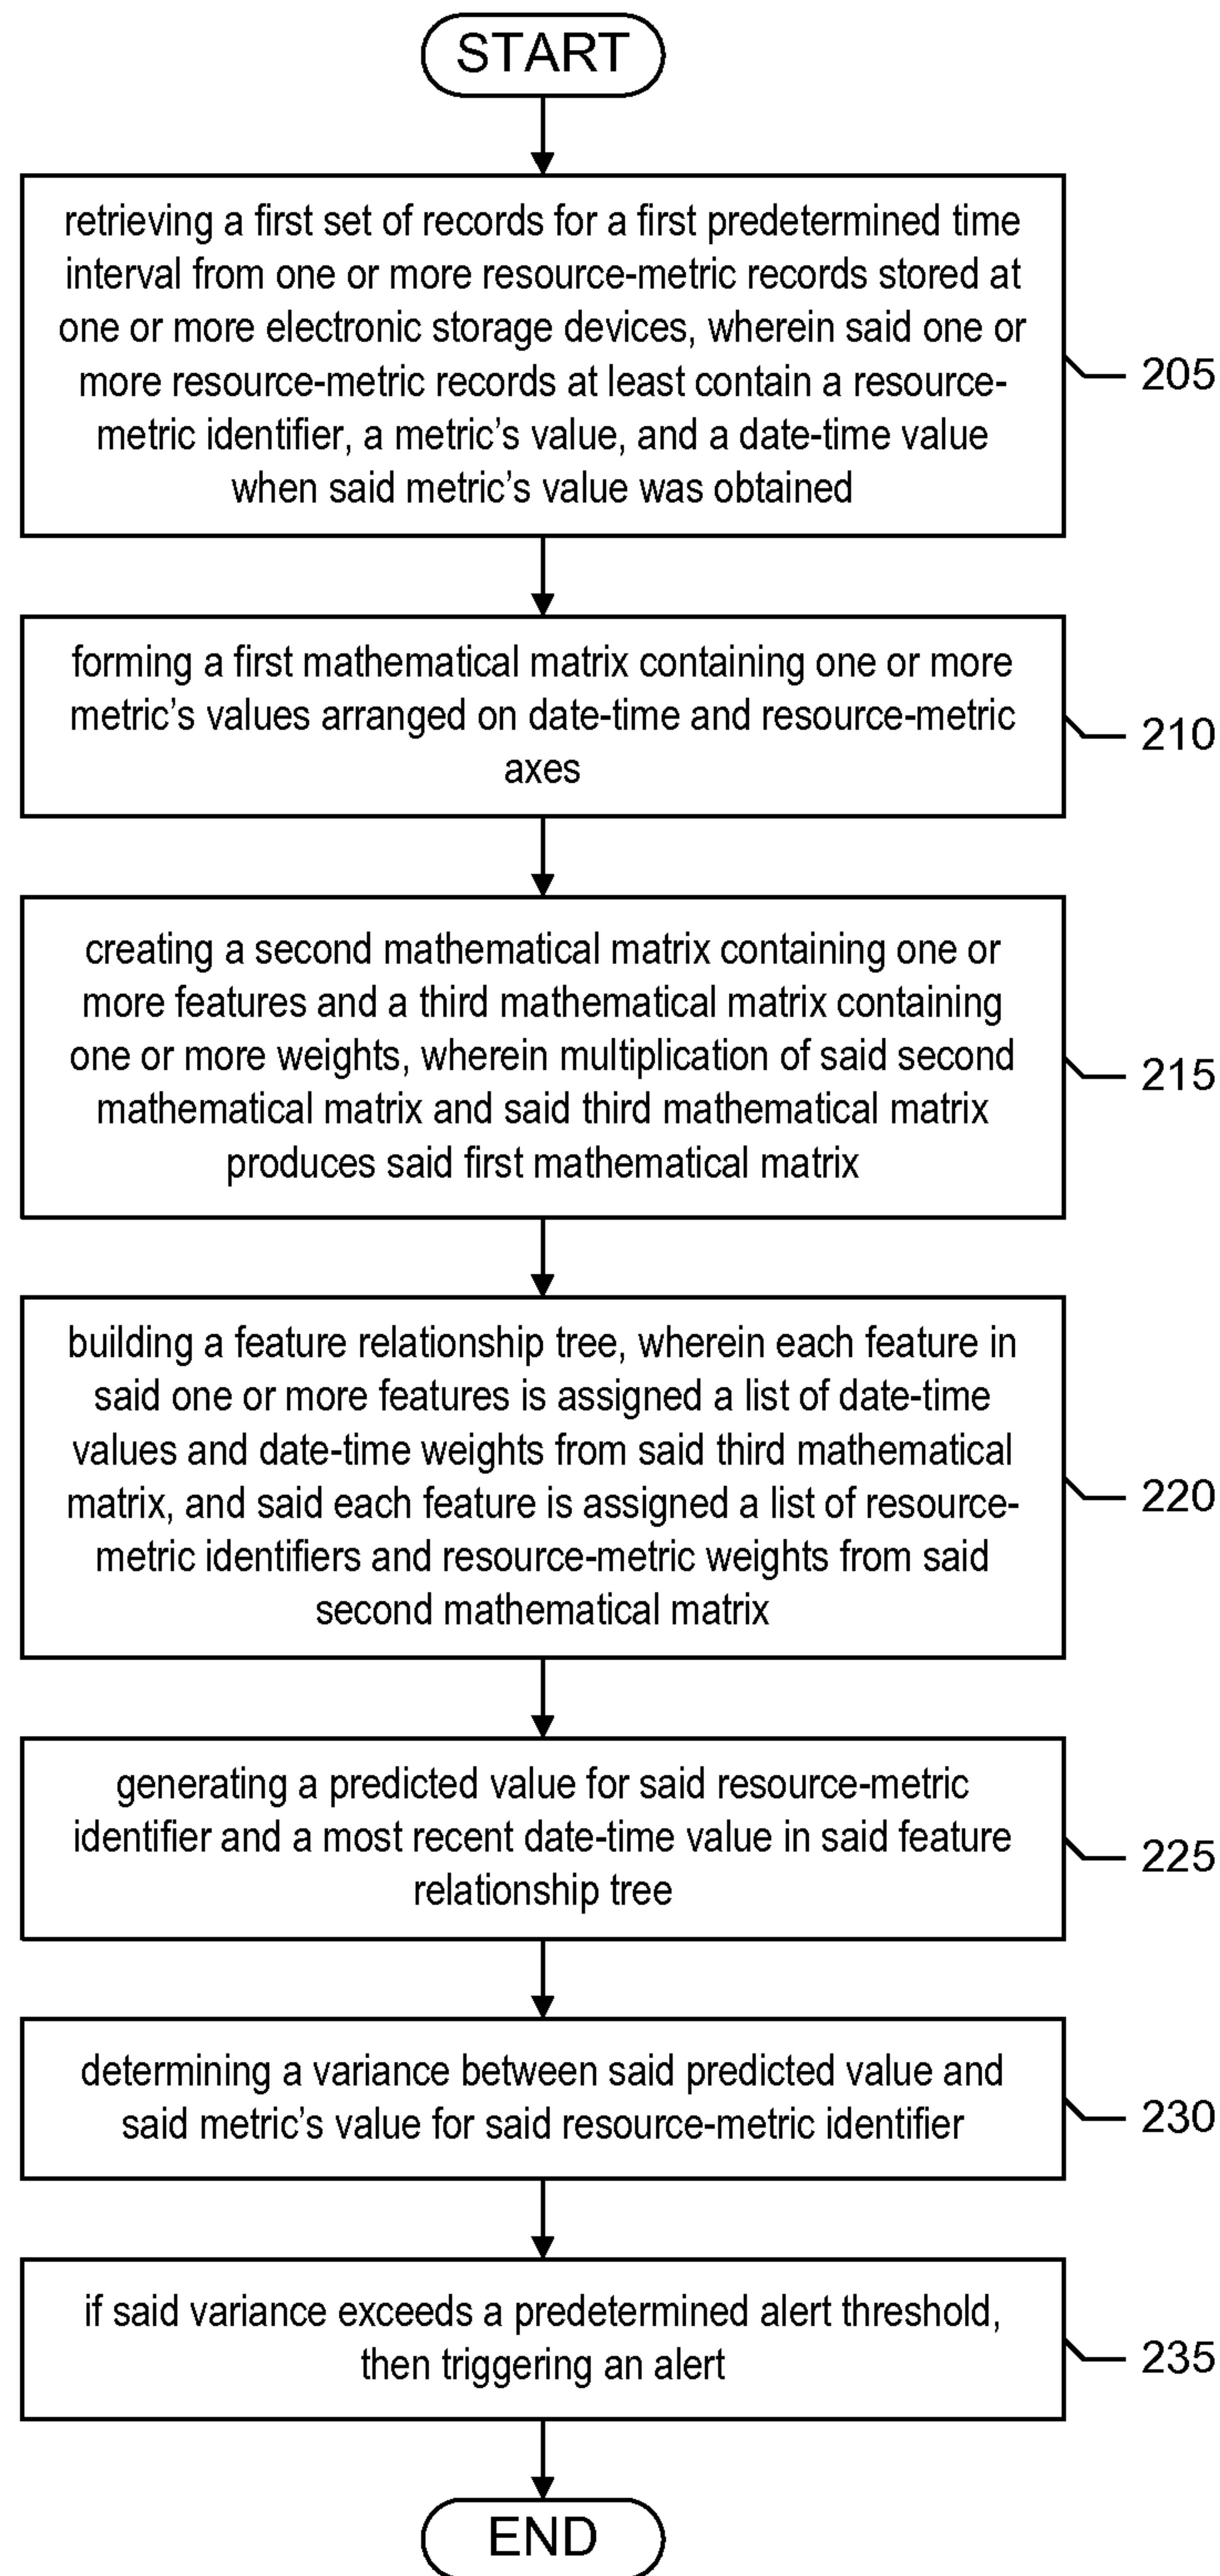 START
retrieving a first set of records for a first predetermined time
interval from one or more resource-metric records stored at
one or more electronic storage devices, wherein said one or
more resource-metric records at least contain a resource-
metric identifier, a metric’s value, and a date-time value
when said metric’s value was obtained
205
forming a first mathematical matrix containing one or more
metric’s values arranged on date-time and resource-metric
axes
210
creating a second mathematical matrix containing one or
more features and a third mathematical matrix containing
one or more weights, wherein multiplication of said second
mathematical matrix and said third mathematical matrix
produces said first mathematical matrix
215
building a feature relationship tree, wherein each feature in
said one or more features is assigned a list of date-time
values and date-time weights from said third mathematical
matrix, and said each feature is assigned a list of resource-
metric identifiers and resource-metric weights from said
second mathematical matrix
220
generating a predicted value for said resource-metric
identifier and a most recent date-time value in said feature
relationship tree
225
determining a variance between said predicted value and
said metric’s value for said resource-metric identifier
230
if said variance exceeds a predetermined alert threshold,
then triggering an alert
235
END